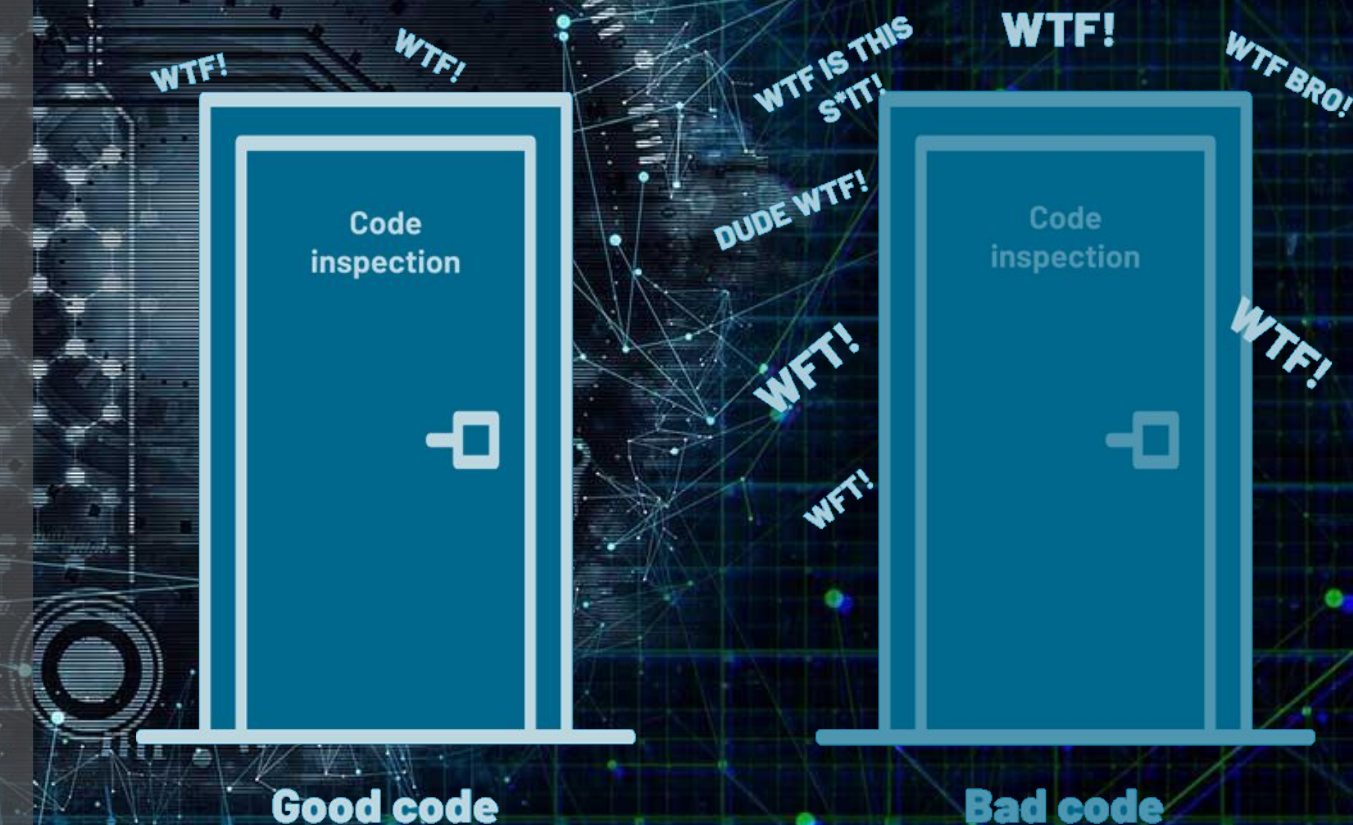 WTF!
WTF!
Code
inspection
Good code
WTF IS THIS
S*IT!
WTF!
WTF BRO!
DUDE WTF!
Code
inspection
WFT!
WTF!
WFT!
Bad code